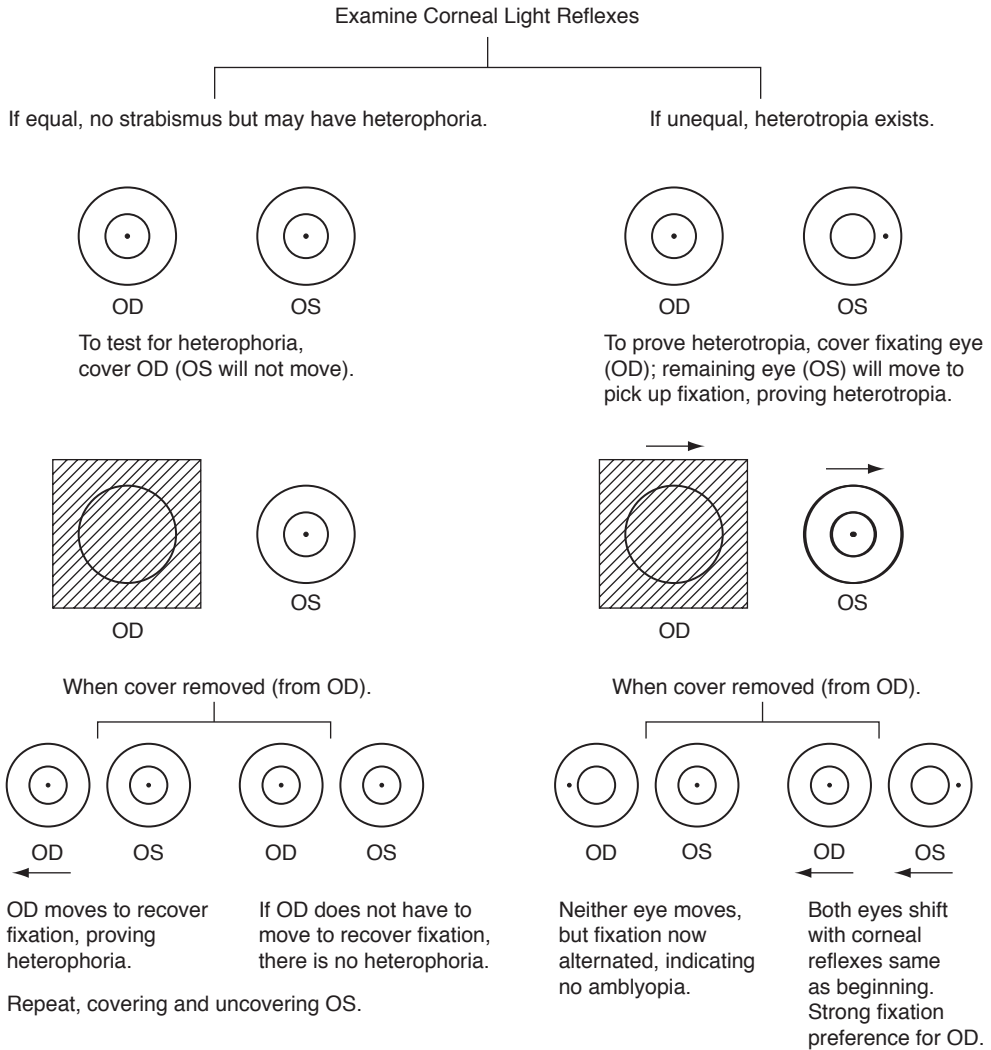 Examine Corneal Light Reflexes
If equal, no strabismus but may have heterophoria.
If unequal, heterotropia exists.
OD
OS
OD
OS
To test for heterophoria,
cover OD (OS will not move).
To prove heterotropia, cover fixating eye
(OD); remaining eye (OS) will move to
pick up fixation, proving heterotropia.
OS
OD
OS
OD
When cover removed (from OD).
When cover removed (from OD).
OD
OS
OD
OS
OD
OS
OD
OS
OD moves to recover
fixation, proving
heterophoria.
If OD does not have to
move to recover fixation,
there is no heterophoria.
Repeat, covering and uncovering OS.
Neither eye moves,
but fixation now
alternated, indicating
no amblyopia.
Both eyes shift
with corneal
reflexes same
as beginning.
Strong fixation
preference for OD.